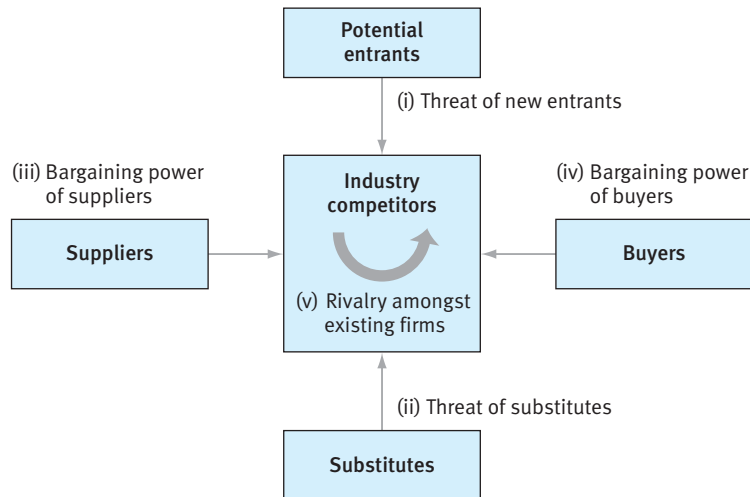 Potential
entrants
(i) Threat of new entrants
(iii) Bargaining power
of suppliers
Suppliers
Industry
competitors
(v) Rivalry amongst
existing firms
(iv) Bargaining power
of buyers
Buyers
(ii) Threat of substitutes
Substitutes